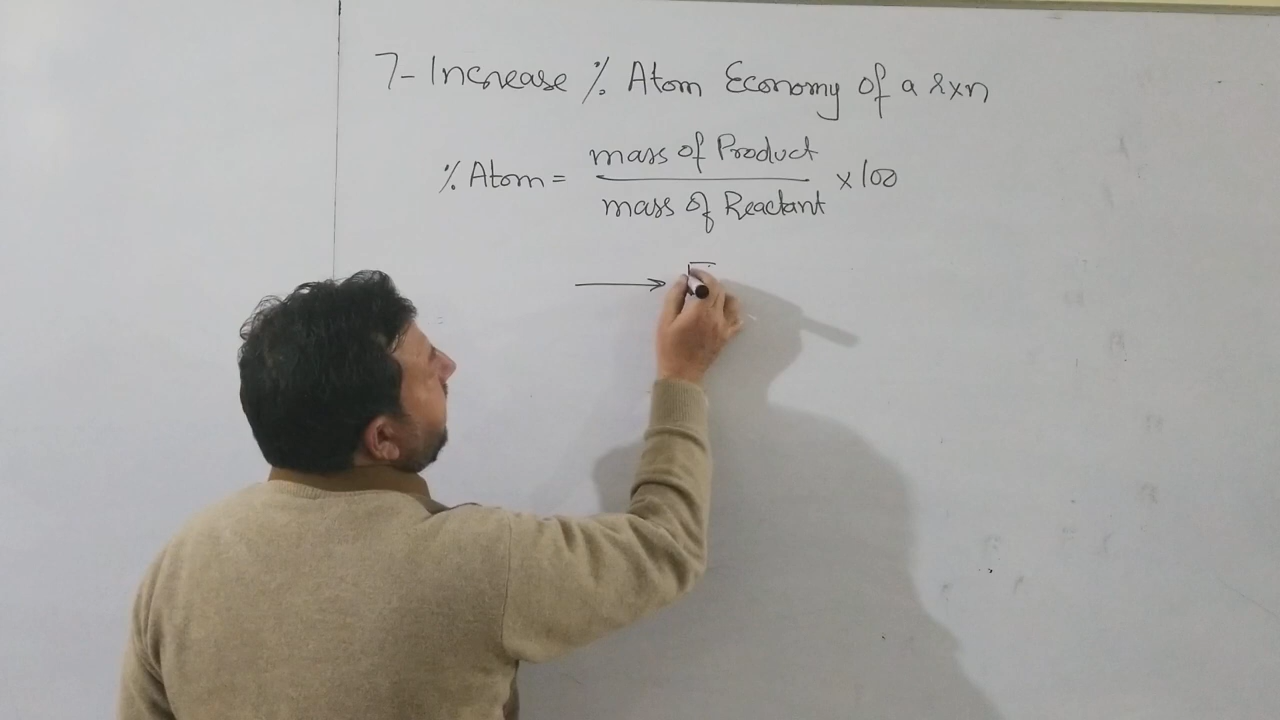 7- Increase % Atom Economy of a rxn
mass of Product
% Atom = ———————— × 100
mass of Reactant
⟶